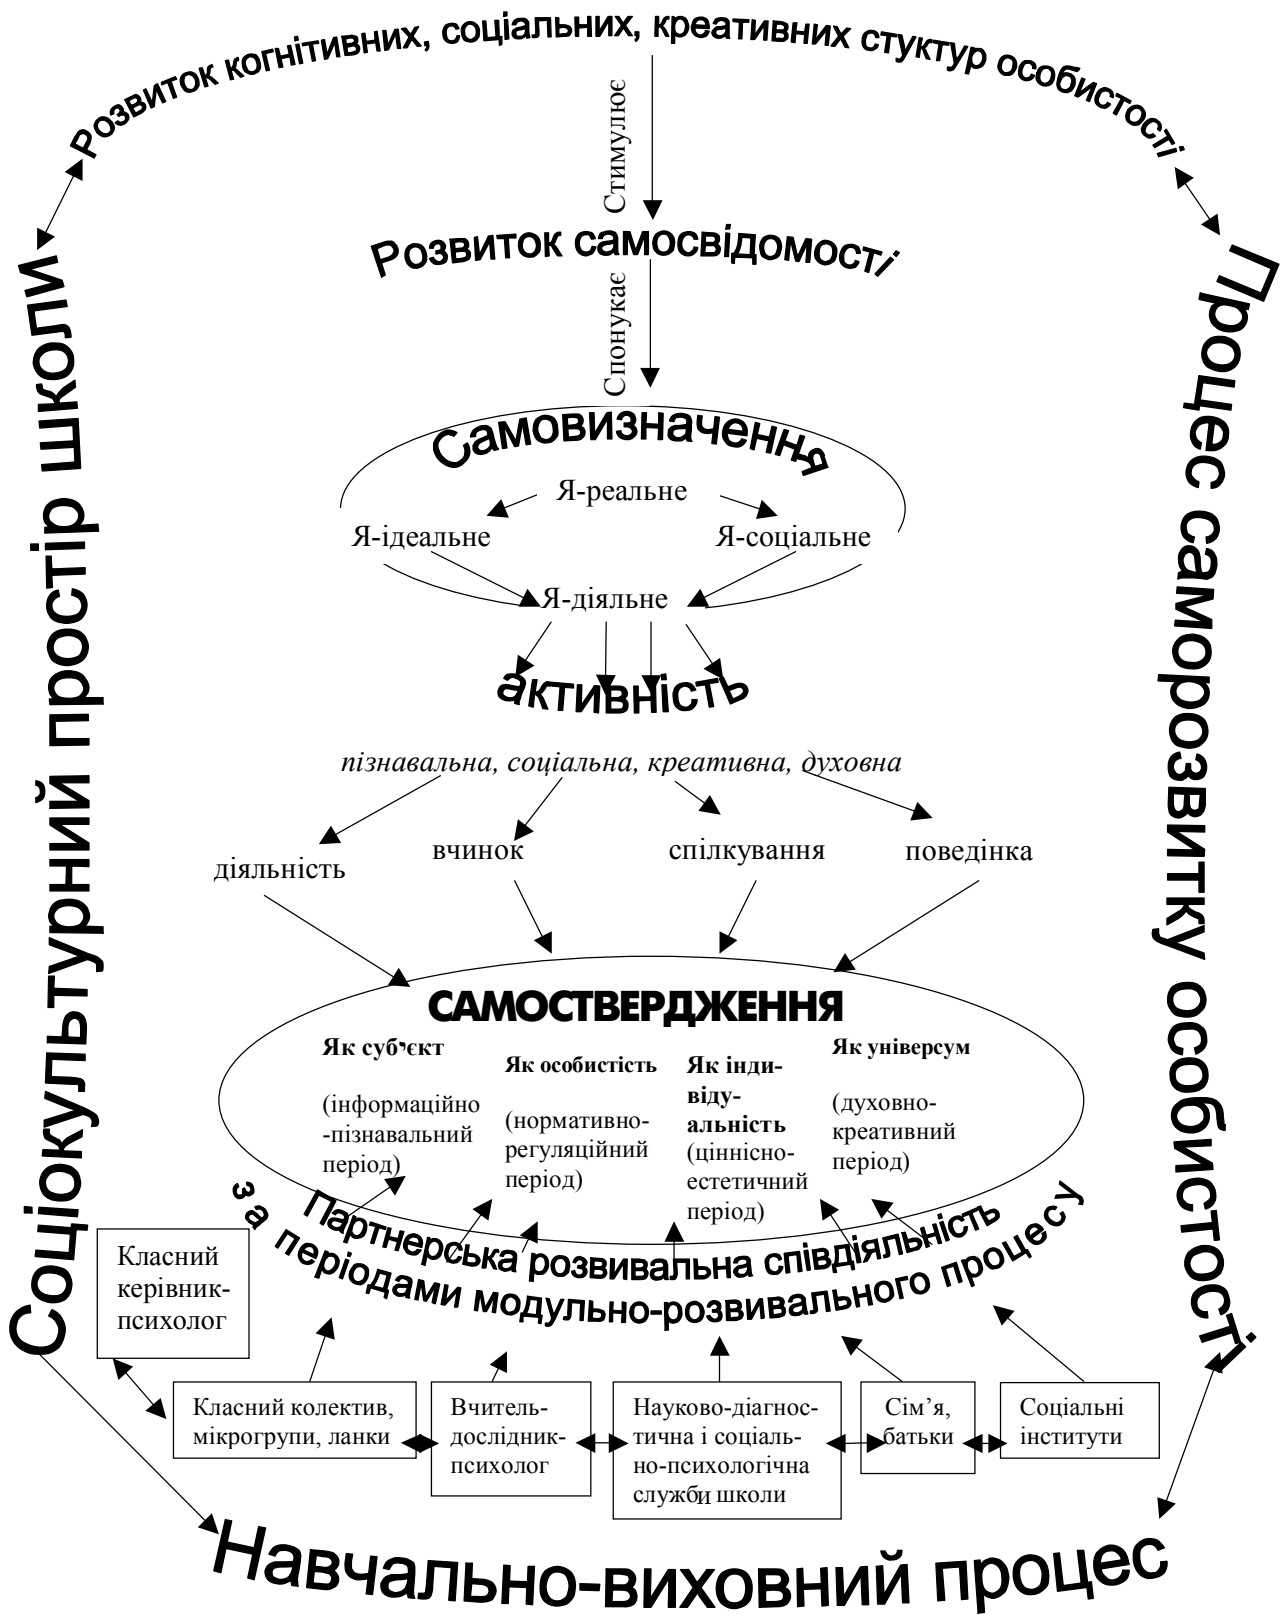 Розвиток когнітивних, соціальних, креативних стуктур особистості
Стимулює
Розвиток самосвідомості
Спонукає
Соціокультурний простір школи
Процес саморозвитку особистості
Самовизначення
Я-реальне
Я-ідеальне
Я-соціальне
Я-діяльне
активність
пізнавальна, соціальна, креативна, духовна
діяльність
вчинок
спілкування
поведінка
САМОСТВЕРДЖЕННЯ
Як суб’єкт
(інформаційно
-пізнавальний
період)
Як особистість
(нормативно-
регуляційний
період)
Як інди-
віду-
альність
(ціннісно-
естетичний
період)
Як універсум
(духовно-
креативний
період)
Партнерська розвивальна співдіяльність
за періодами модульно-розвивального процесу
Класний
керівник-
психолог
Класний колектив,
мікрогрупи, ланки
Вчитель-
дослідник-
психолог
Науково-діагнос-
тична і соціаль-
но-психологічна
служби школи
Сім’я,
батьки
Соціальні
інститути
Навчально-виховний процес